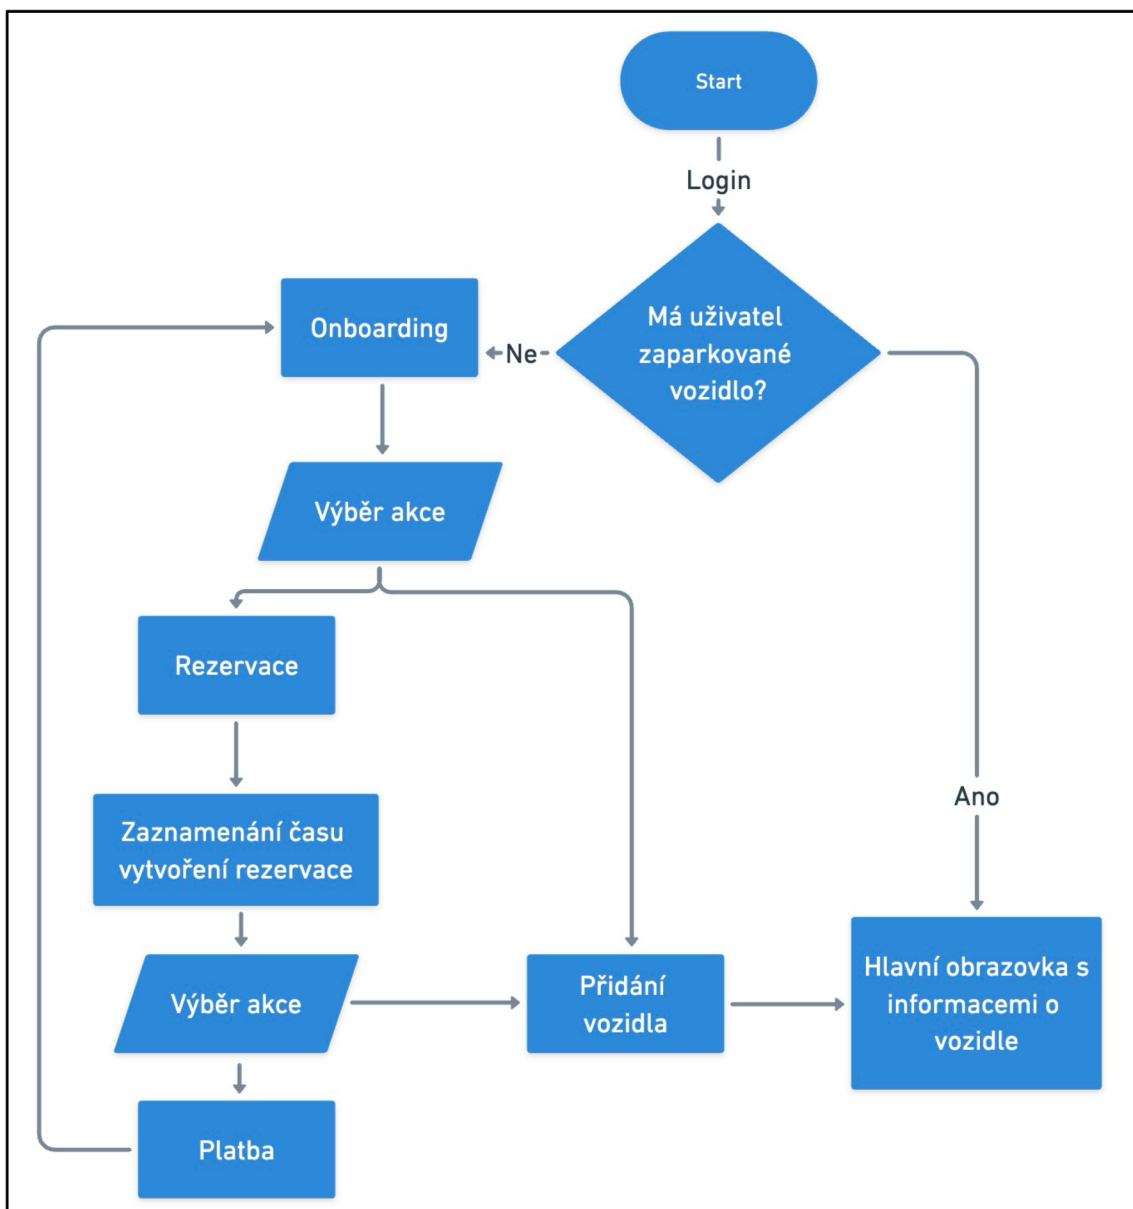 Start
Login
Má uživatel
zaparkované
vozidlo?
Ne
Onboarding
Výběr akce
Rezervace
Zaznamenání času
vytvoření rezervace
Ano
Výběr akce
Přidání
vozidla
Hlavní obrazovka s
informacemi o
vozidle
Platba